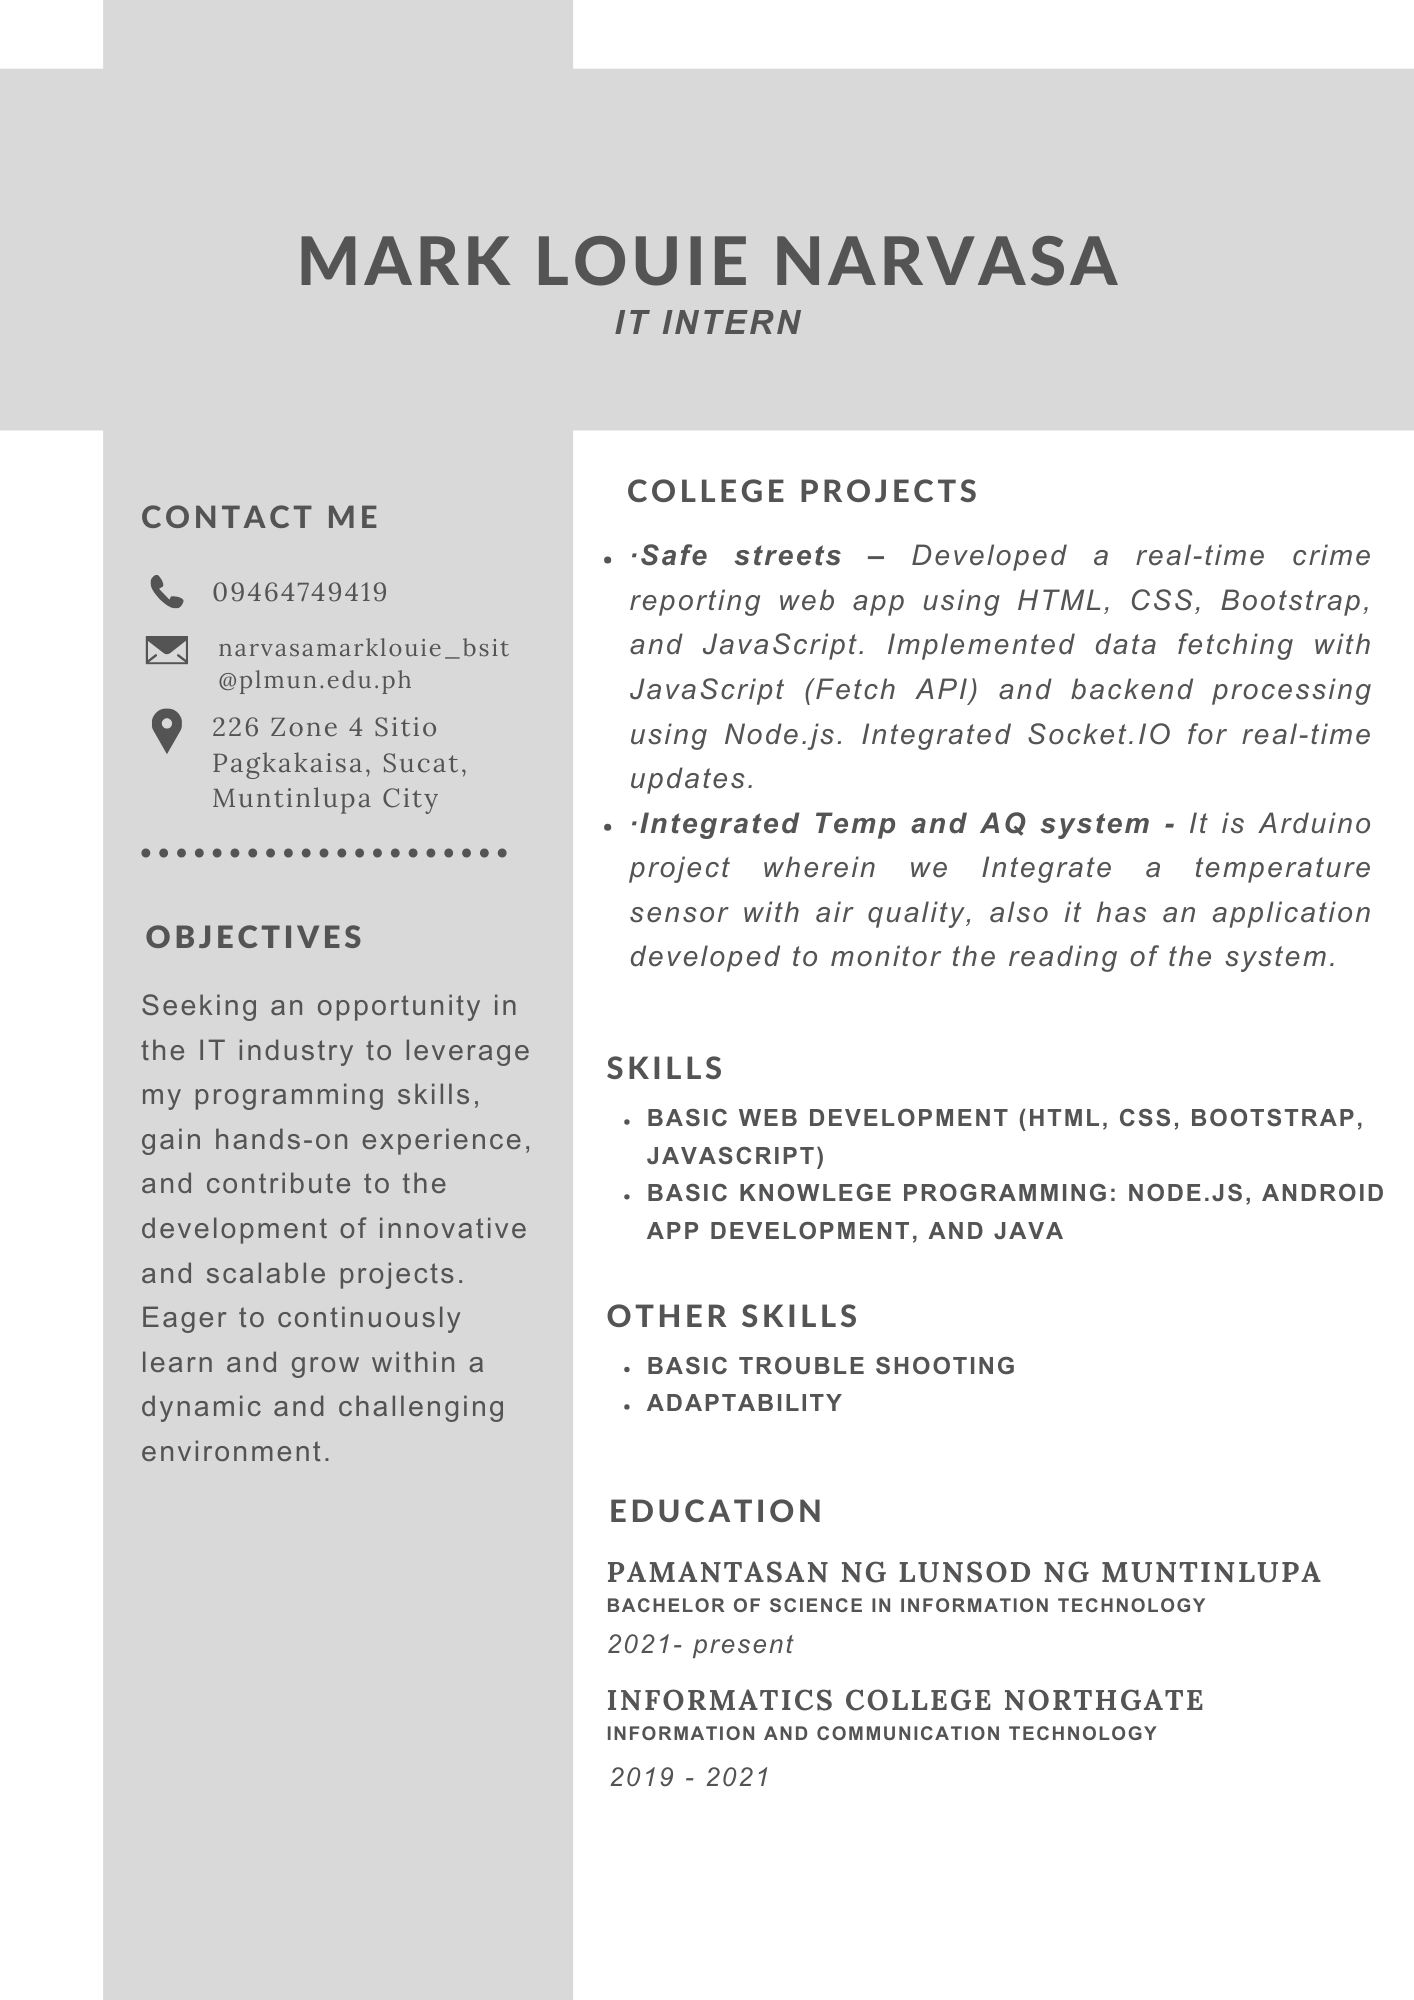 MARK LOUIE NARVASA
IT INTERN
CONTACT ME
09464749419
narvasamarklouie_bsit
@plmun.edu.ph
226 Zone 4 Sitio
Pagkakaisa, Sucat,
Muntinlupa City
OBJECTIVES
Seeking an opportunity in
the IT industry to leverage
my programming skills,
gain hands-on experience,
and contribute to the
development of innovative
and scalable projects.
Eager to continuously
learn and grow within a
dynamic and challenging
environment.
COLLEGE PROJECTS
• ·Safe streets – Developed a real-time crime
reporting web app using HTML, CSS, Bootstrap,
and JavaScript. Implemented data fetching with
JavaScript (Fetch API) and backend processing
using Node.js. Integrated Socket.IO for real-time
updates.
• ·Integrated Temp and AQ system - It is Arduino
project wherein we Integrate a temperature
sensor with air quality, also it has an application
developed to monitor the reading of the system.
SKILLS
• BASIC WEB DEVELOPMENT (HTML, CSS, BOOTSTRAP,
JAVASCRIPT)
• BASIC KNOWLEGE PROGRAMMING: NODE.JS, ANDROID
APP DEVELOPMENT, AND JAVA
OTHER SKILLS
• BASIC TROUBLE SHOOTING
• ADAPTABILITY
EDUCATION
PAMANTASAN NG LUNSOD NG MUNTINLUPA
BACHELOR OF SCIENCE IN INFORMATION TECHNOLOGY
2021- present
INFORMATICS COLLEGE NORTHGATE
INFORMATION AND COMMUNICATION TECHNOLOGY
2019 - 2021